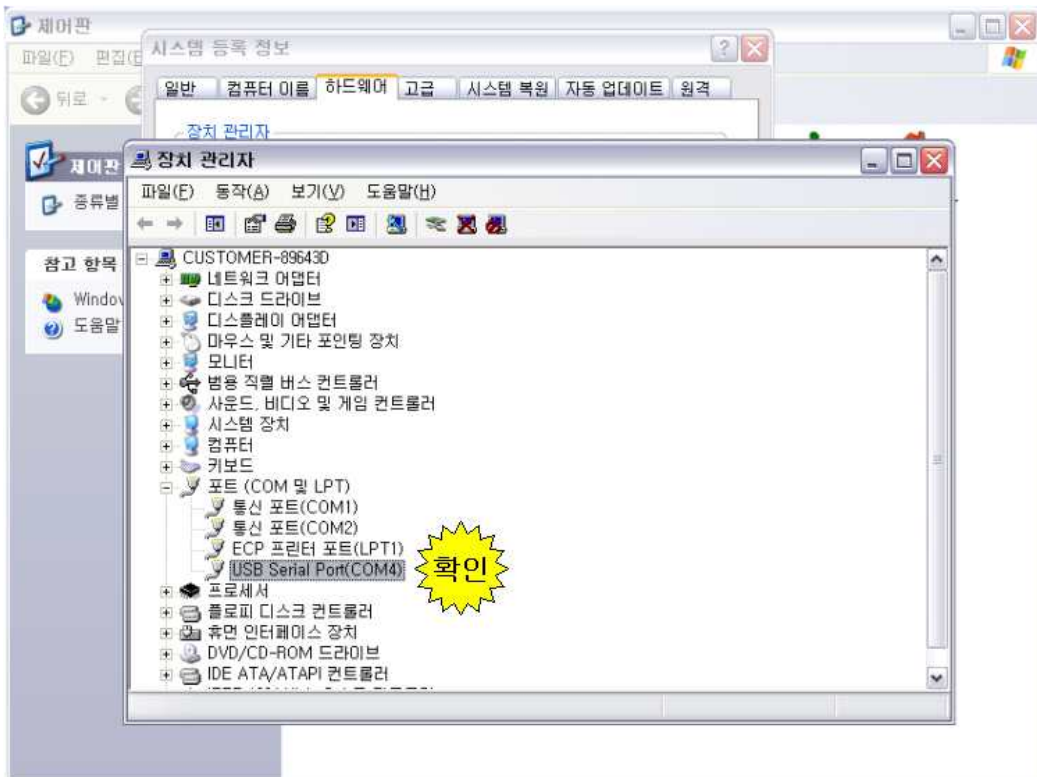 제어판
파일(F) 편집(E
뒤로
시스템 등록 정보
일반 컴퓨터 이름 하드웨어 고급 시스템 복원 자동 업데이트 원격
장치 관리자
제어판
종류별
참고 항목
Window
도움말
장치 관리자
파일(F) 동작(A) 보기(V) 도움말(H)
CUSTOMER-89643D
네트워크 어댑터
디스크 드라이브
디스플레이 어댑터
마우스 및 기타 포인팅 장치
모니터
범용 직렬 버스 컨트롤러
사운드, 비디오 및 게임 컨트롤러
시스템 장치
컴퓨터
키보드
포트 (COM 및 LPT)
통신 포트(COM1)
통신 포트(COM2)
ECP 프린터 포트(LPT1)
USB Serial Port(COM4)
확인
프로세서
플로피 디스크 컨트롤러
휴먼 인터페이스 장치
DVD/CD-ROM 드라이브
IDE ATA/ATAPI 컨트롤러